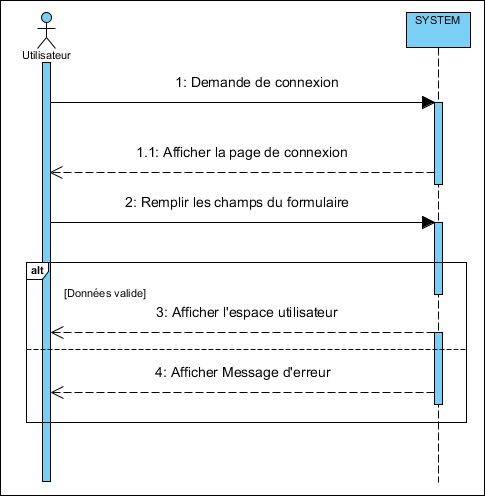 SYSTEM
Utilisateur
1: Demande de connexion
1.1: Afficher la page de connexion
2: Remplir les champs du formulaire
alt
[Données valide]
3: Afficher l'espace utilisateur
4: Afficher Message d'erreur